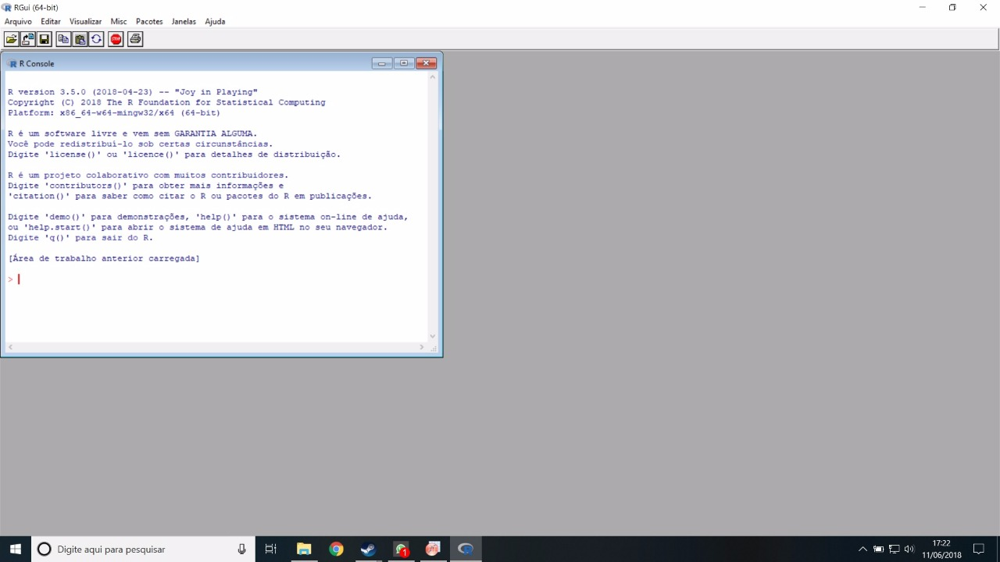 RGui (64-bit)
Arquivo Editar Visualizar Misc Pacotes Janelas Ajuda
STOP
R Console
R version 3.5.0 (2018-04-23) -- "Joy in Playing"
Copyright (C) 2018 The R Foundation for Statistical Computing
Platform: x86_64-w64-mingw32/x64 (64-bit)
R é um software livre e vem sem GARANTIA ALGUMA.
Você pode redistribuí-lo sob certas circunstâncias.
Digite 'license()' ou 'licence()' para detalhes de distribuição.
R é um projeto colaborativo com muitos contribuidores.
Digite 'contributors()' para obter mais informações e
'citation()' para saber como citar o R ou pacotes do R em publicações.
Digite 'demo()' para demonstrações, 'help()' para o sistema on-line de ajuda,
ou 'help.start()' para abrir o sistema de ajuda em HTML no seu navegador.
Digite 'q()' para sair do R.
[Área de trabalho anterior carregada]
>
Digite aqui para pesquisar
1
17:22
11/06/2018